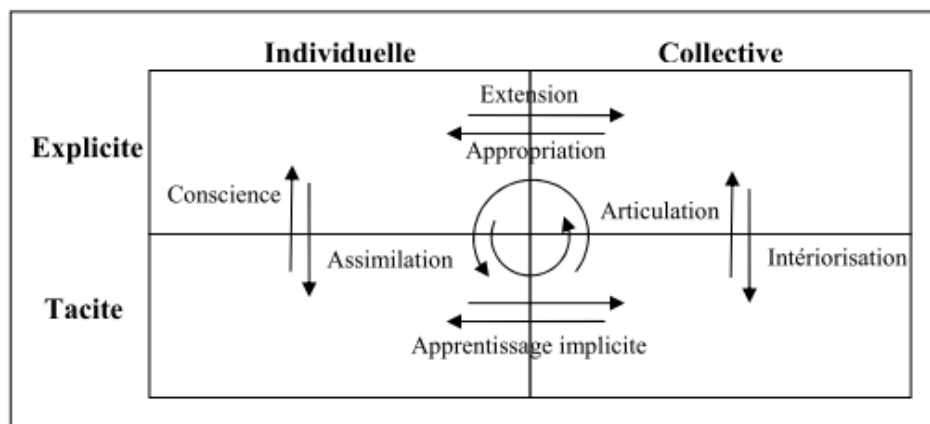 Individuelle
Collective
Extension
Explicite
Appropriation
Conscience
Articulation
Assimilation
Intériorisation
Tacite
Apprentissage implicite